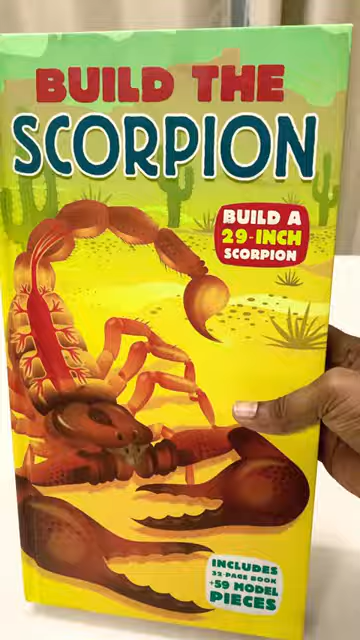 BUILD THE
SCORPION
BUILD A
29-INCH
SCORPION
INCLUDES
32-PAGE BOOK
+59 MODEL
PIECES